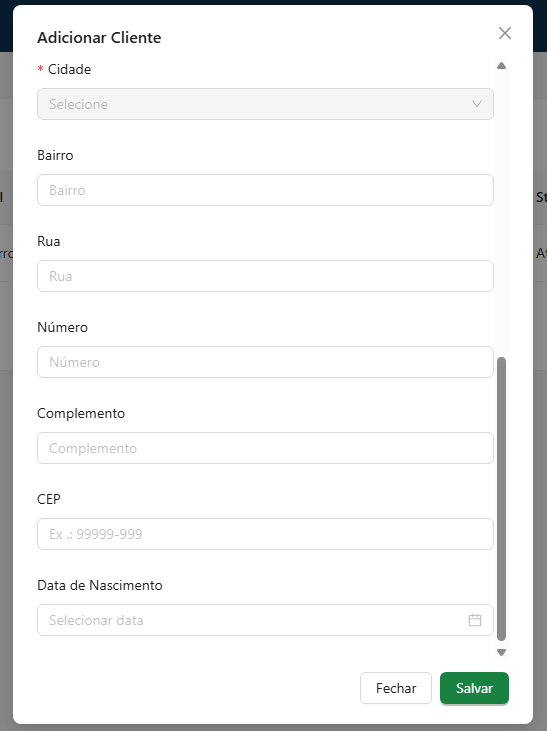 Adicionar Cliente
* Cidade
Selecione
Bairro
Bairro
Rua
Rua
Número
Número
Complemento
Complemento
CEP
Ex .: 99999-999
Data de Nascimento
Selecionar data
Fechar
Salvar